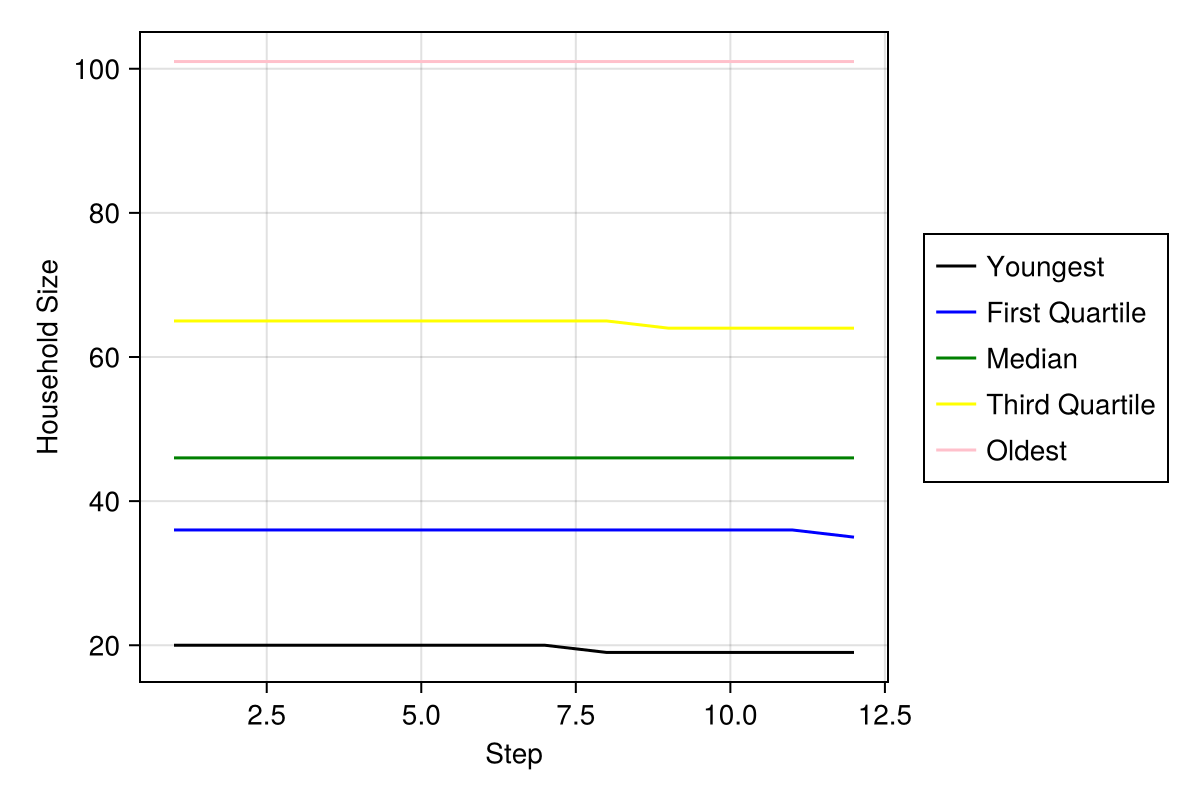 100
80
60
40
20
Household Size
2.5
5.0
7.5
10.0
12.5
Step
Youngest
First Quartile
Median
Third Quartile
Oldest